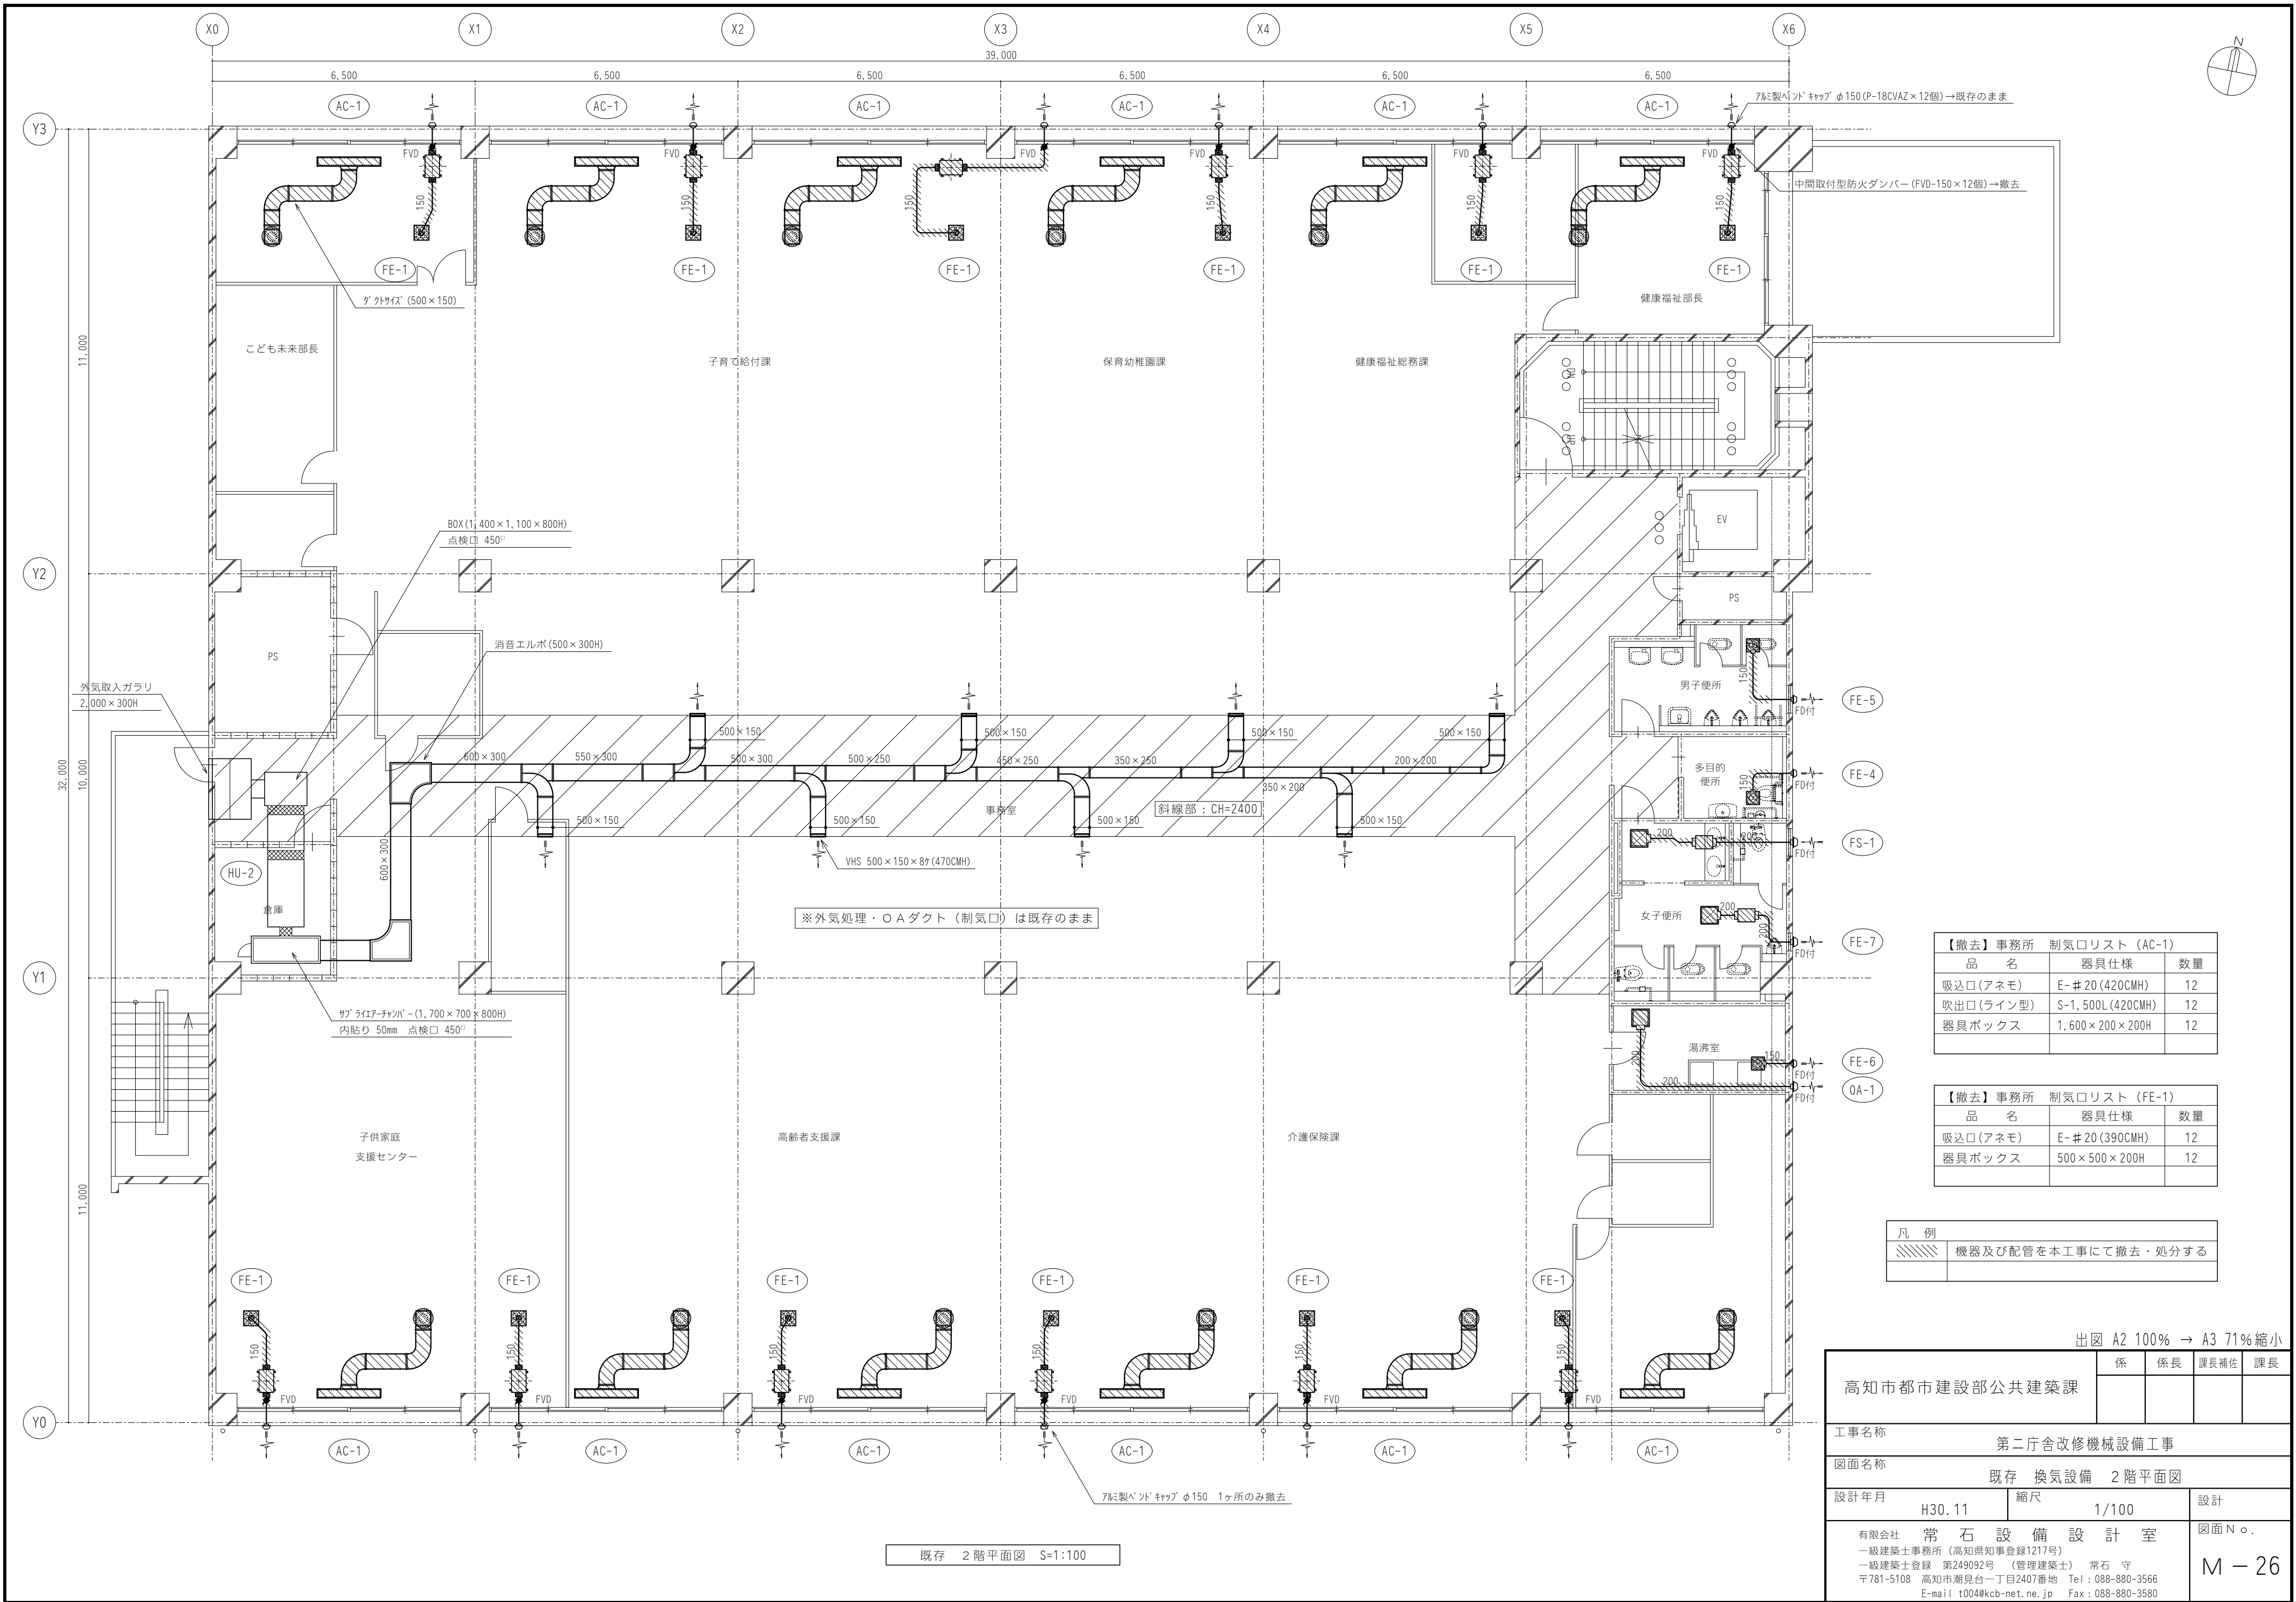 X0
X1
X2
X3
X4
X5
X6
N
39,000
6,500
6,500
6,500
6,500
6,500
6,500
AC-1
AC-1
AC-1
AC-1
AC-1
AC-1
アルミ製ベンドキャップ φ150(P-18CVAZ×12個)→既存のまま
Y3
FVD
FVD
FVD
FVD
FVD
FVD
中間取付型防火ダンパー(FVD-150×12個)→撤去
150
150
150
150
150
150
FE-1
FE-1
FE-1
FE-1
FE-1
FE-1
ダクトサイズ(500×150)
健康福祉部長
11,000
こども未来部長
子育て給付課
保育幼稚園課
健康福祉総務課
DN
UP
BOX(1,400×1,100×800H)
点検口 450□
EV
Y2
PS
PS
消音エルボ(500×300H)
外気取入ガラリ
2,000×300H
男子便所
150
FE-5
FD付
500×150
500×150
500×150
500×150
600×300
550×300
500×300
500×250
450×250
350×250
200×200
350×200
32,000
10,000
多目的
便所
150
FE-4
FD付
事務室
斜線部：CH=2400
500×150
500×150
500×150
500×150
600×300
VHS 500×150×8ケ(470CMH)
200
200
FS-1
FD付
HU-2
倉庫
※外気処理・OAダクト（制気口）は既存のまま
女子便所
200
200
FE-7
FD付
Y1
サプライエアーチャンバー(1,700×700×800H)
内貼り 50mm 点検口 450□
湯沸室
200
200
150
FE-6
FD付
OA-1
FD付
【撤去】事務所 制気口リスト（AC-1）
品 名 器具仕様 数量
吸込口(アネモ) E-＃20(420CMH) 12
吹出口(ライン型) S-1,500L(420CMH) 12
器具ボックス 1,600×200×200H 12
【撤去】事務所 制気口リスト（FE-1）
品 名 器具仕様 数量
吸込口(アネモ) E-＃20(390CMH) 12
器具ボックス 500×500×200H 12
子供家庭
支援センター
高齢者支援課
介護保険課
11,000
凡 例
機器及び配管を本工事にて撤去・処分する
FE-1
FE-1
FE-1
FE-1
FE-1
FE-1
150
150
150
150
150
150
FVD
FVD
FVD
FVD
FVD
FVD
Y0
AC-1
AC-1
AC-1
AC-1
AC-1
AC-1
アルミ製ベンドキャップ φ150 1ヶ所のみ撤去
既存 2階平面図 S=1:100
出図 A2 100% → A3 71%縮小
高知市都市建設部公共建築課
係 係長 課長補佐 課長
工事名称
第二庁舎改修機械設備工事
図面名称
既存 換気設備 2階平面図
設計年月 H30.11 縮尺 1/100 設計
有限会社 常石設備設計室
一級建築士事務所（高知県知事登録1217号）
一級建築士登録 第249092号 （管理建築士） 常石 守
〒781-5108 高知市潮見台一丁目2407番地 Tel：088-880-3566
E-mail t004@kcb-net.ne.jp Fax：088-880-3580
図面No.
M－26